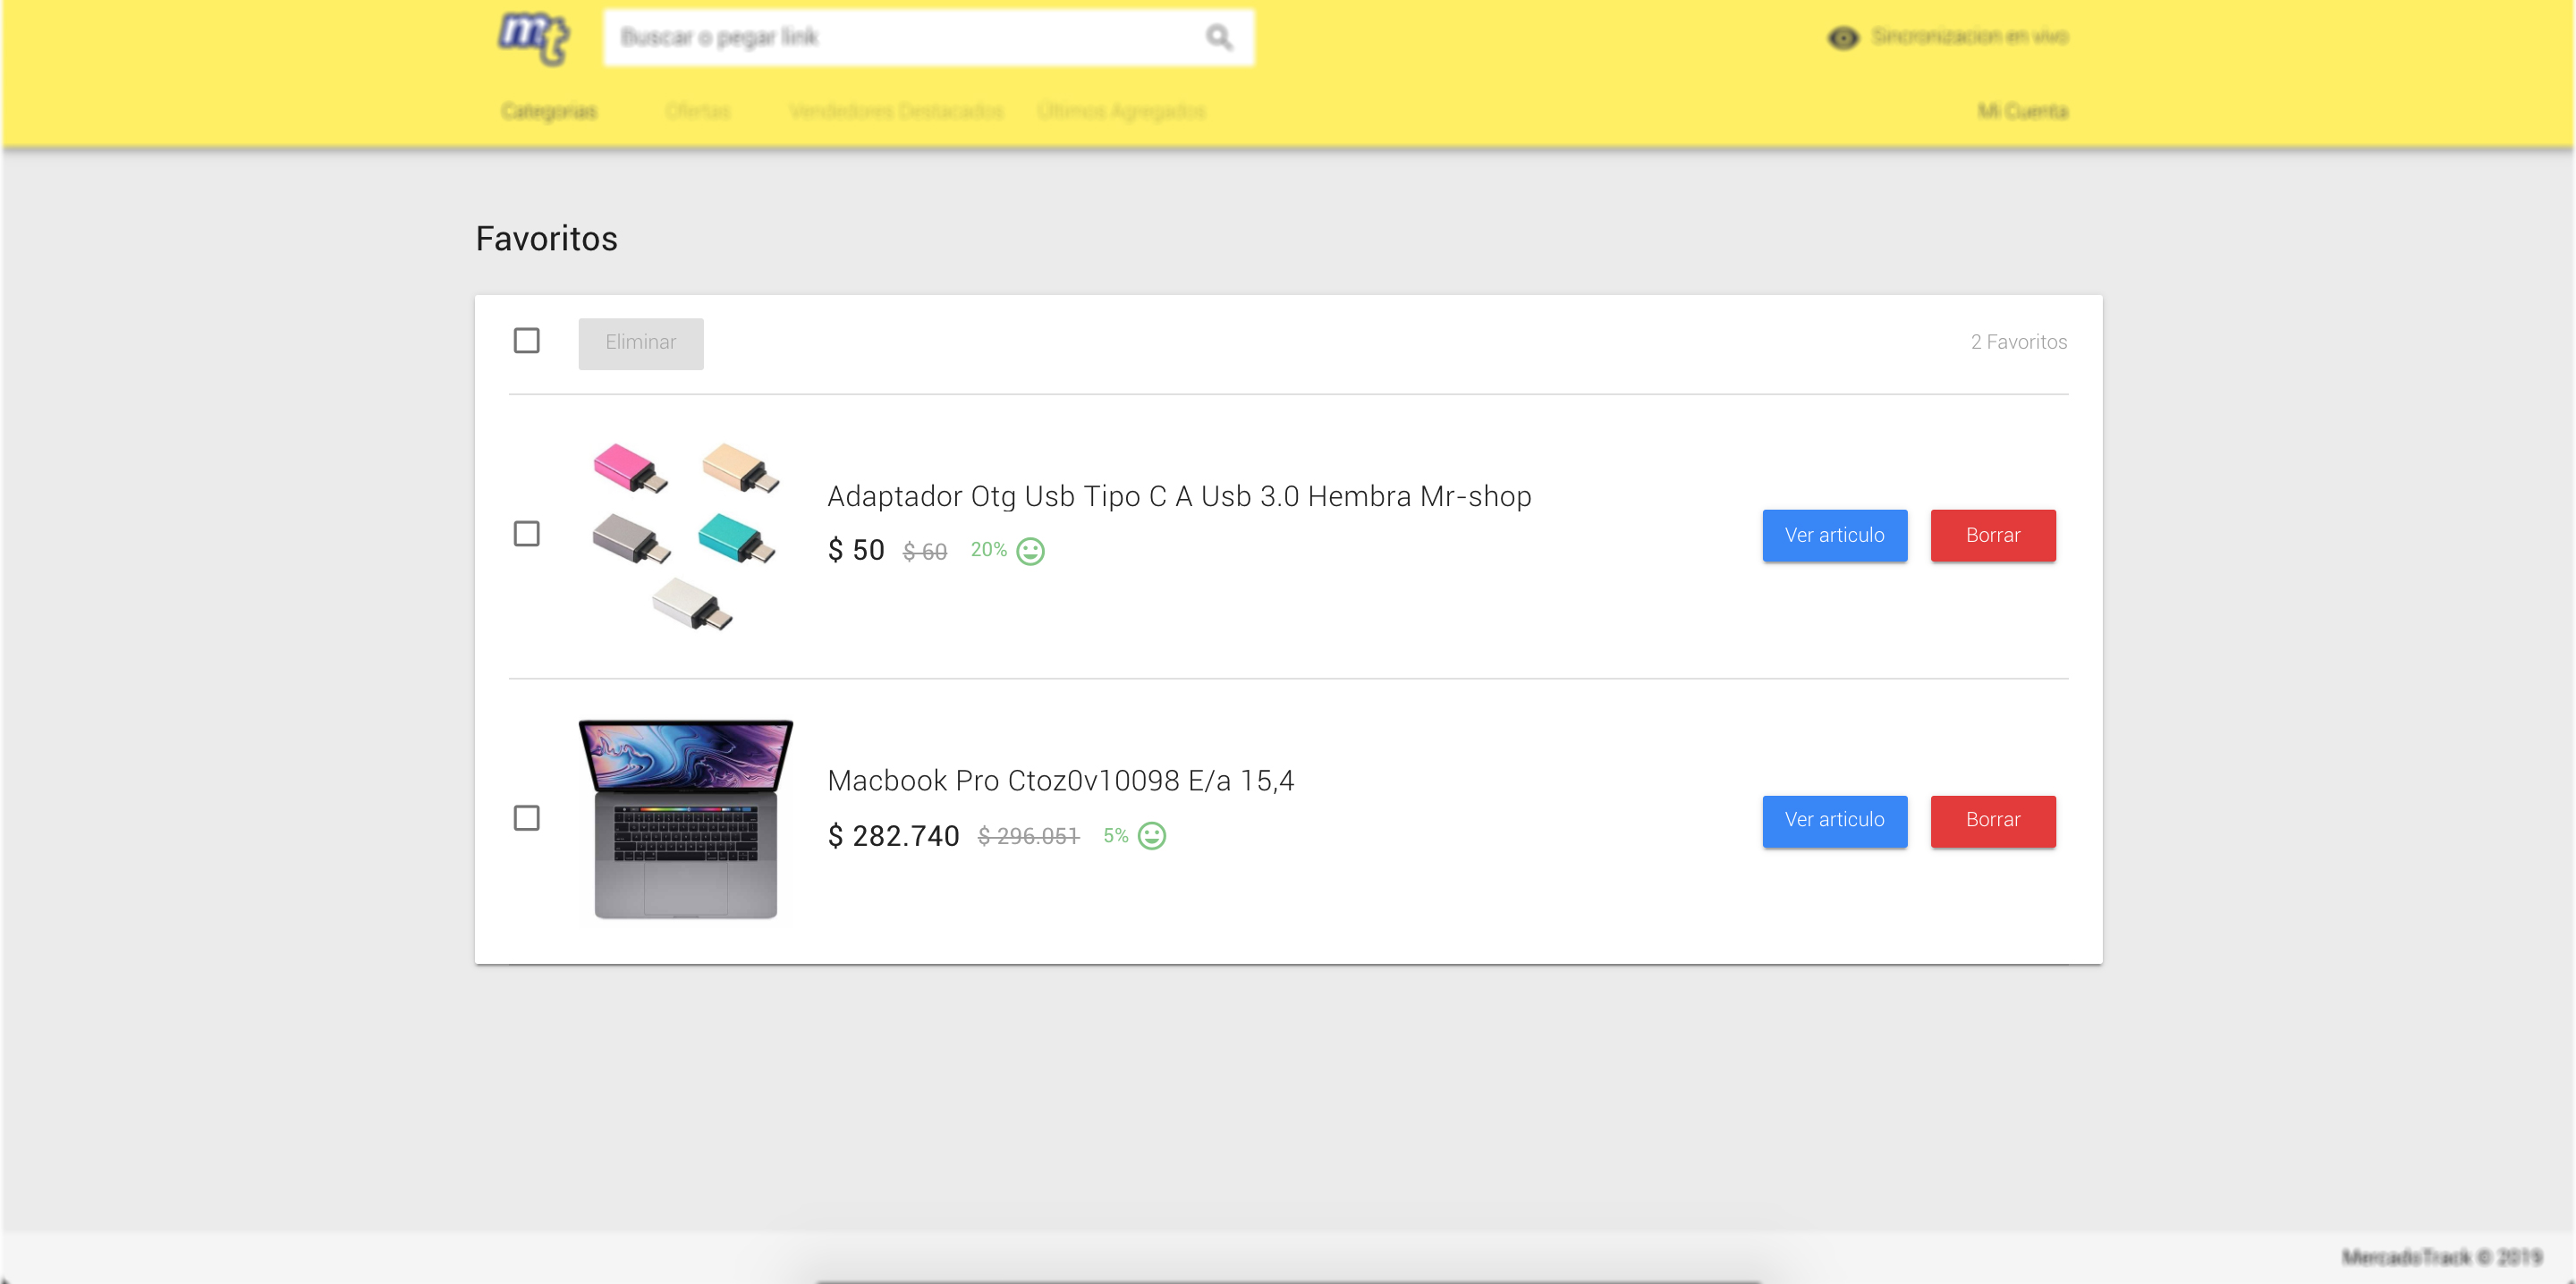 mt
Buscar o pegar link
Sincronizacion en vivo
Categorías Ofertas Vendedores Destacados Últimos Agregados Mi Cuenta
Favoritos
Eliminar
2 Favoritos
Adaptador Otg Usb Tipo C A Usb 3.0 Hembra Mr-shop
$ 50 $ 60 20%
Ver articulo Borrar
Macbook Pro Ctoz0v10098 E/a 15,4
$ 282.740 $ 296.051 5%
Ver articulo Borrar
MercadoTrack © 2019